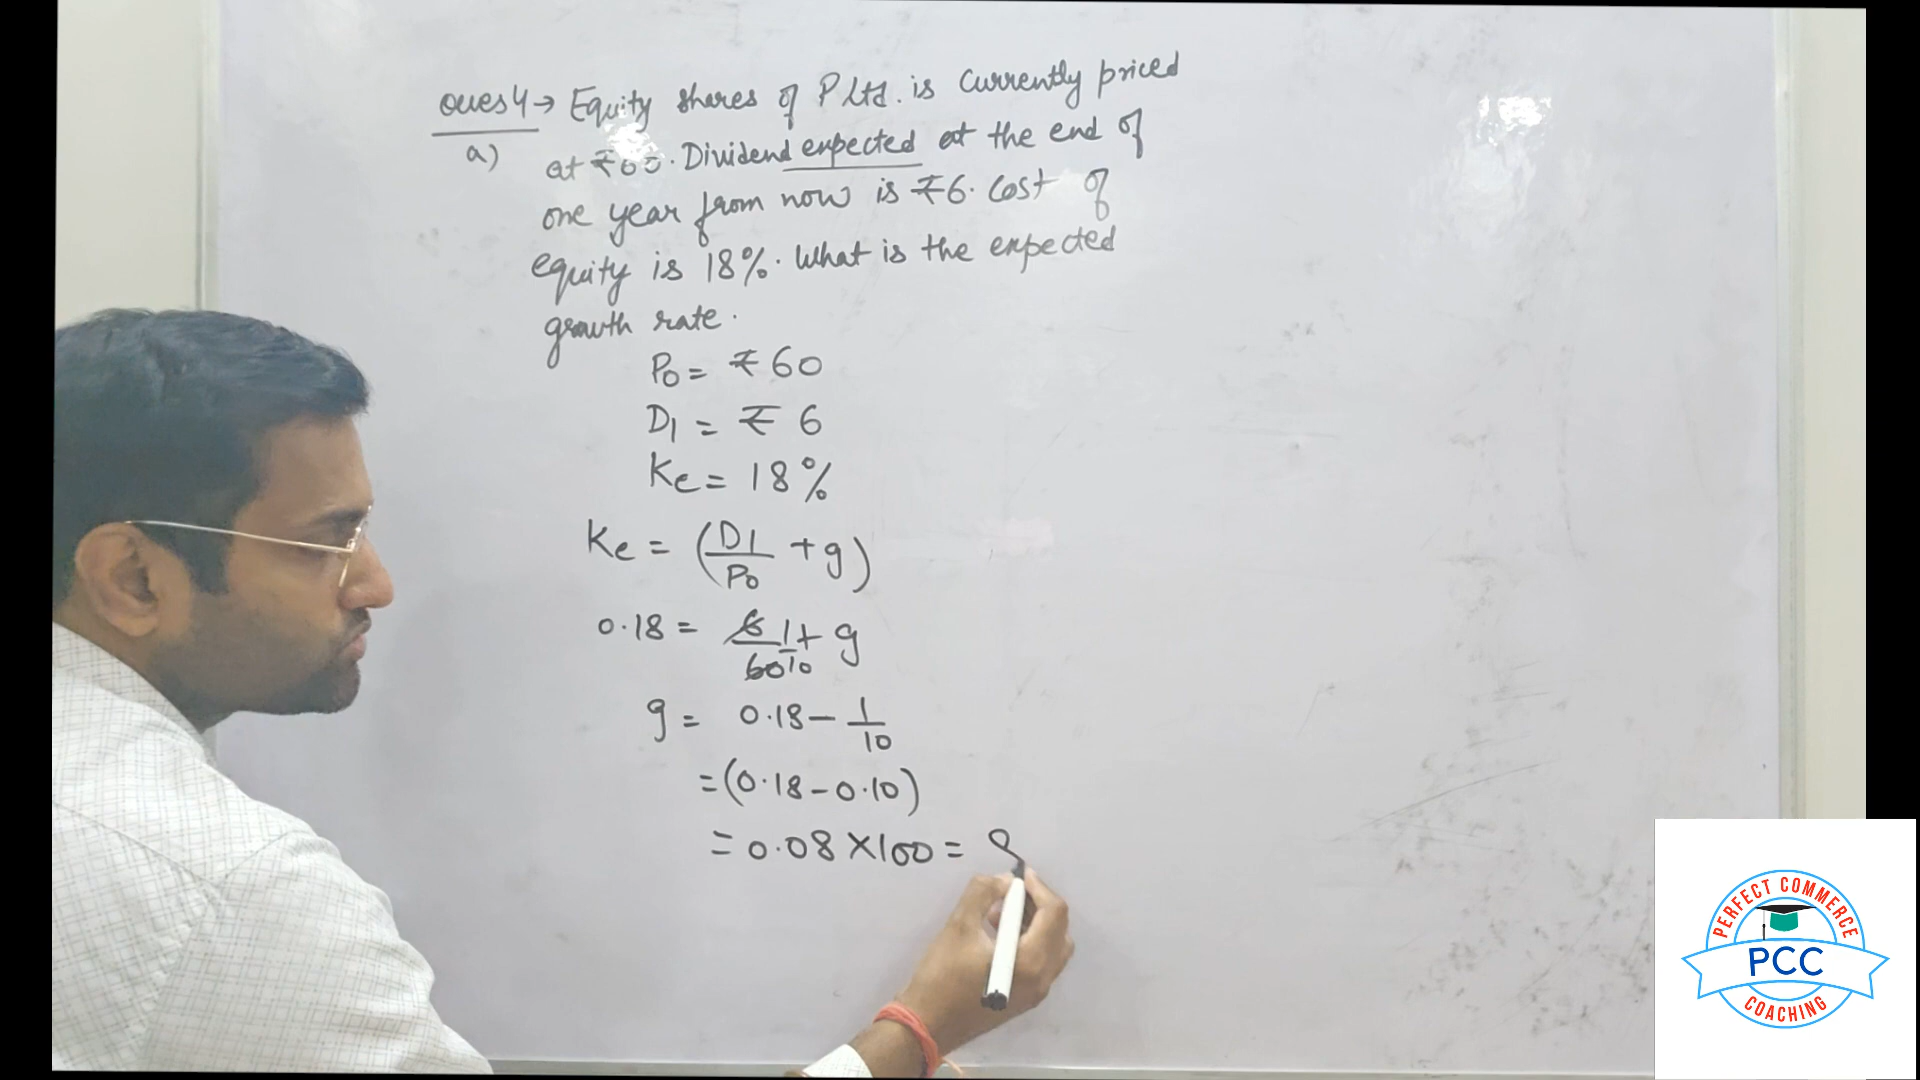 Ques 4 → Equity shares of P Ltd. is currently priced
a) at ₹60. Dividend expected at the end of
one year from now is ₹6. Cost of
equity is 18%. What is the expected
growth rate.
P0 = ₹ 60
D1 = ₹ 6
Ke = 18%
Ke = (D1/P0 + g)
0.18 = 6 1/60 10 + g
g = 0.18 - 1/10
= (0.18 - 0.10)
= 0.08 × 100 =
PERFECT COMMERCE
PCC
COACHING